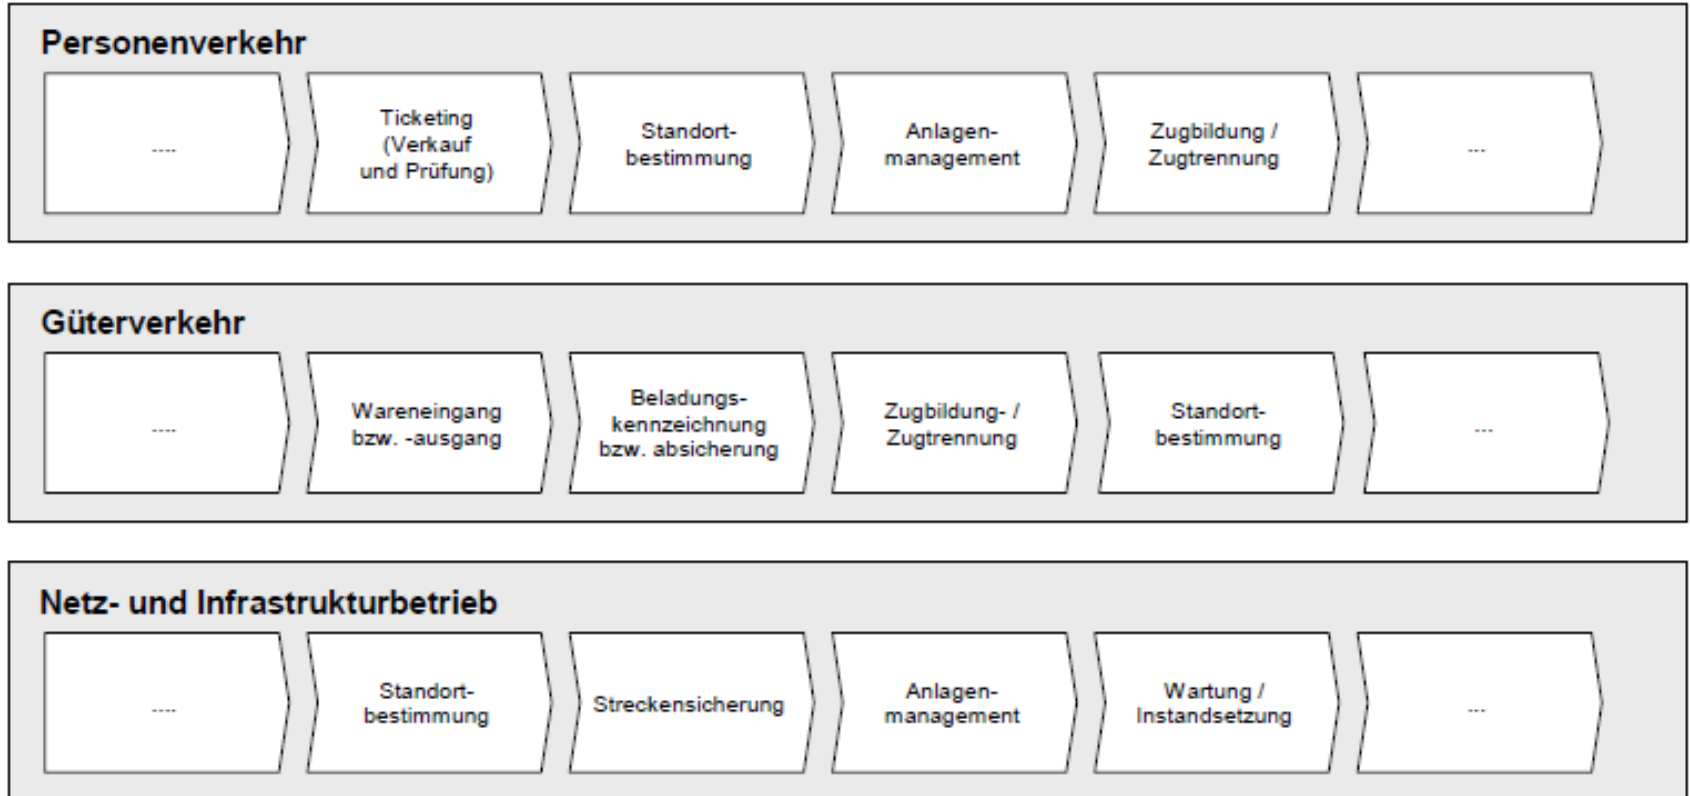 Personenverkehr
....
Ticketing
(Verkauf
und Prüfung)
Standort-
bestimmung
Anlagen-
management
Zugbildung /
Zugtrennung
...
Güterverkehr
....
Wareneingang
bzw. -ausgang
Beladungs-
kennzeichnung
bzw. absicherung
Zugbildung- /
Zugtrennung
Standort-
bestimmung
...
Netz- und Infrastrukturbetrieb
....
Standort-
bestimmung
Streckensicherung
Anlagen-
management
Wartung /
Instandsetzung
...